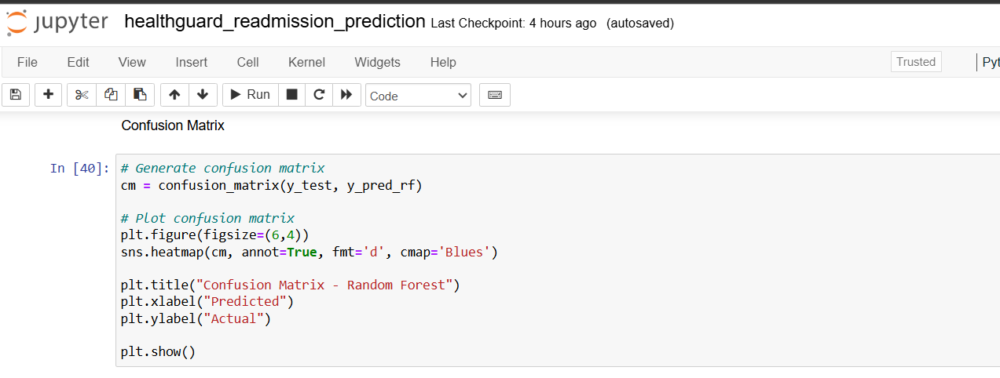 jupyter healthguard_readmission_prediction Last Checkpoint: 4 hours ago (autosaved)
File Edit View Insert Cell Kernel Widgets Help Trusted Pyt
Run Code
Confusion Matrix
In [40]: # Generate confusion matrix
cm = confusion_matrix(y_test, y_pred_rf)
# Plot confusion matrix
plt.figure(figsize=(6,4))
sns.heatmap(cm, annot=True, fmt='d', cmap='Blues')
plt.title("Confusion Matrix - Random Forest")
plt.xlabel("Predicted")
plt.ylabel("Actual")
plt.show()